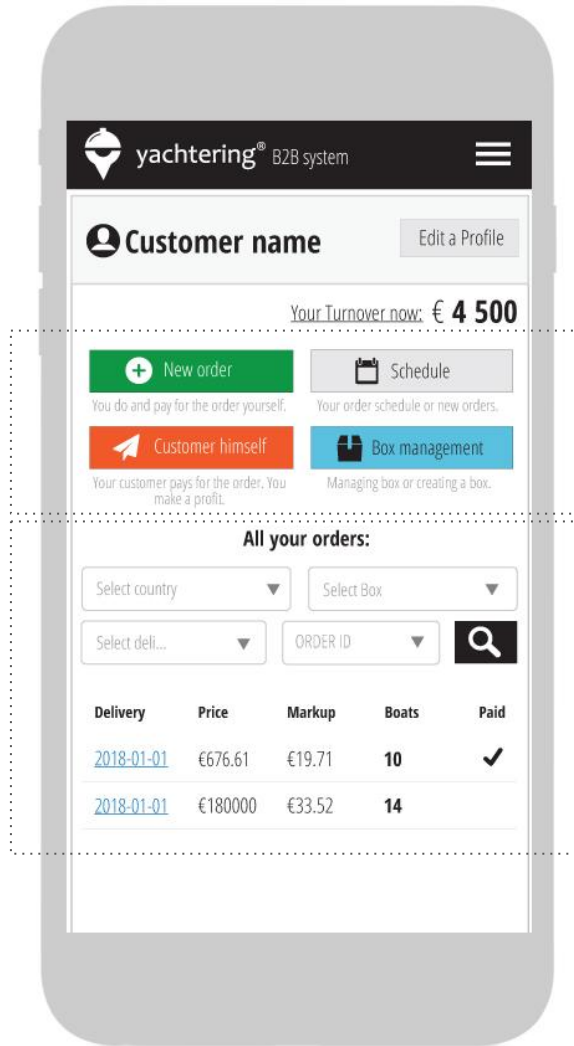 yachtering® B2B system
Customer name
Edit a Profile
Your Turnover now: € 4 500
New order
Schedule
You do and pay for the order yourself.
Your order schedule or new orders.
Customer himself
Box management
Your customer pays for the order. You
make a profit.
Managing box or creating a box.
All your orders:
Select country
Select Box
Select deli...
ORDER ID
Delivery Price Markup Boats Paid
2018-01-01 €676.61 €19.71 10
2018-01-01 €180000 €33.52 14